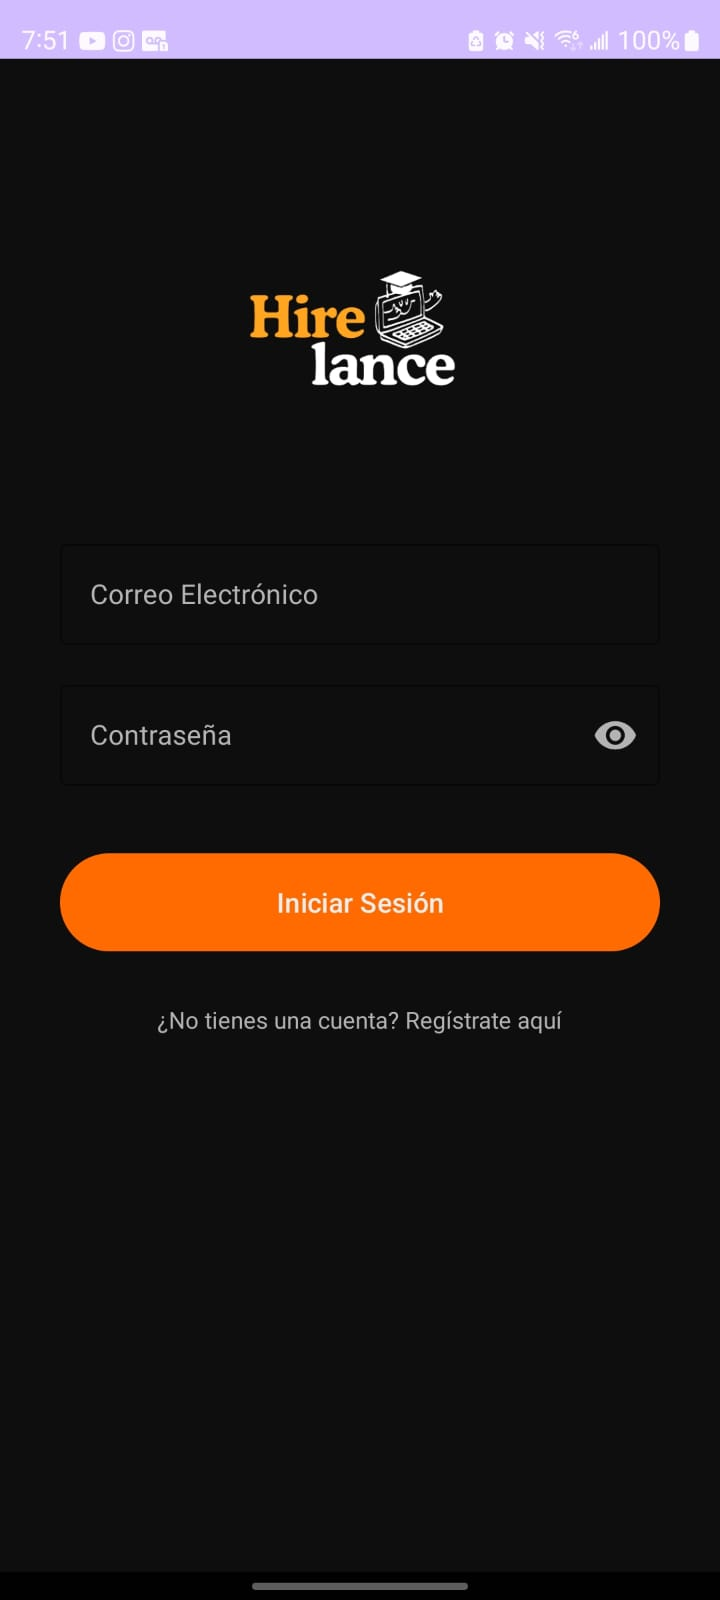 7:51 100%
Hire
lance
Correo Electrónico
Contraseña
Iniciar Sesión
¿No tienes una cuenta? Regístrate aquí